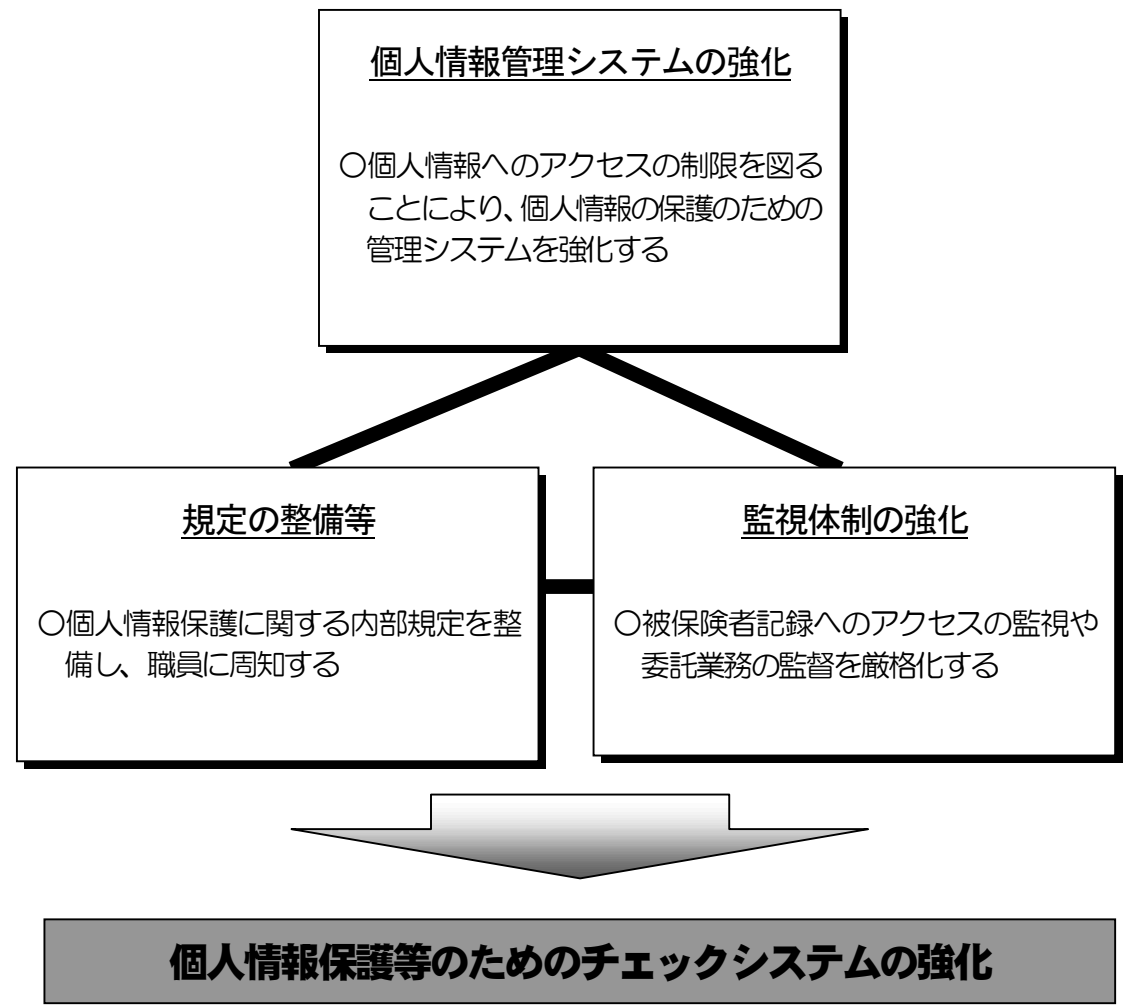 個人情報管理システムの強化
〇個人情報へのアクセスの制限を図る
ことにより、個人情報の保護のための
管理システムを強化する
規定の整備等
〇個人情報保護に関する内部規定を整
備し、職員に周知する
監視体制の強化
〇被保険者記録へのアクセスの監視や
委託業務の監督を厳格化する
個人情報保護等のためのチェックシステムの強化